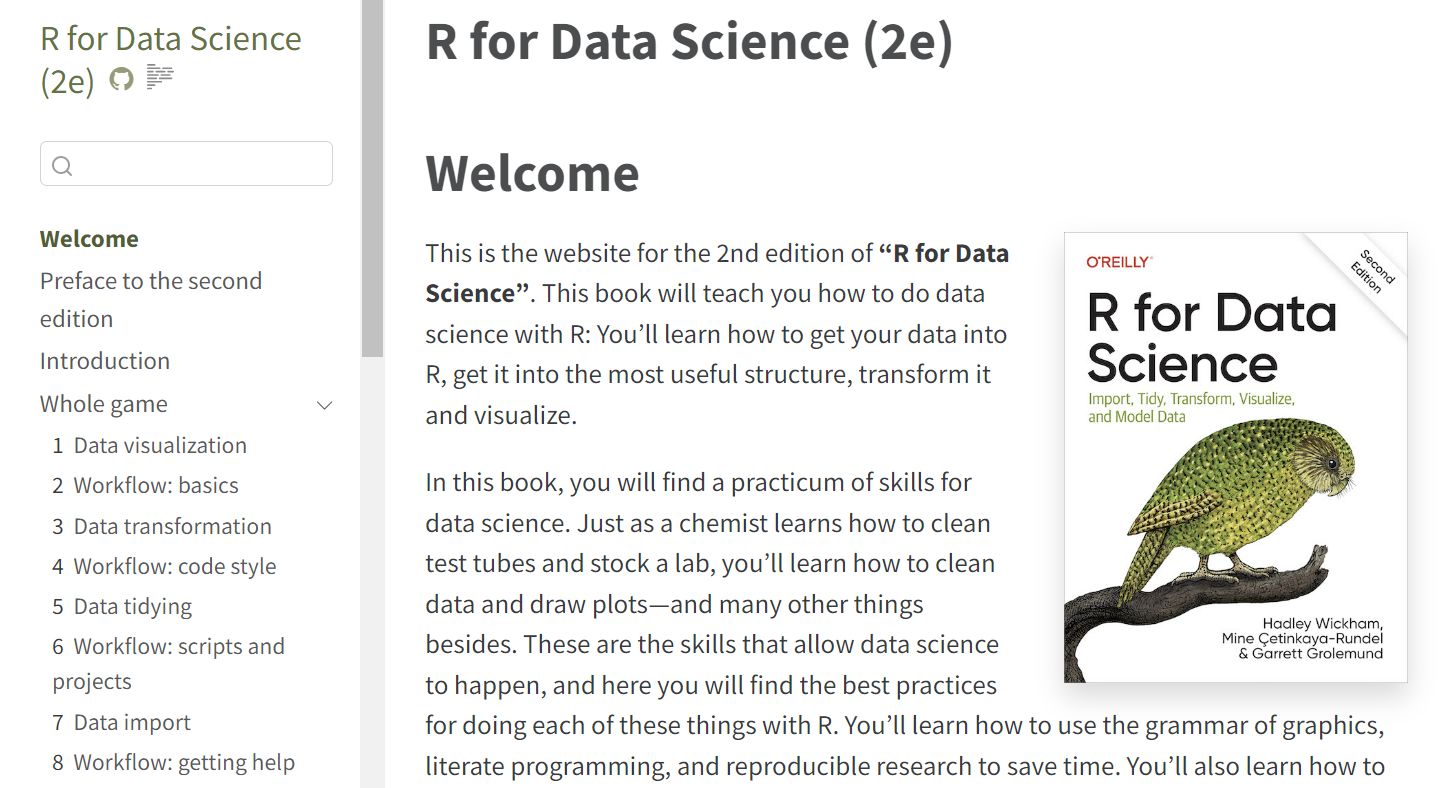 R for Data Science
(2e)
Welcome
Preface to the second
edition
Introduction
Whole game
1 Data visualization
2 Workflow: basics
3 Data transformation
4 Workflow: code style
5 Data tidying
6 Workflow: scripts and
projects
7 Data import
8 Workflow: getting help
R for Data Science (2e)
Welcome
This is the website for the 2nd edition of “R for Data
Science”. This book will teach you how to do data
science with R: You’ll learn how to get your data into
R, get it into the most useful structure, transform it
and visualize.
In this book, you will find a practicum of skills for
data science. Just as a chemist learns how to clean
test tubes and stock a lab, you’ll learn how to clean
data and draw plots—and many other things
besides. These are the skills that allow data science
to happen, and here you will find the best practices
for doing each of these things with R. You’ll learn how to use the grammar of graphics,
literate programming, and reproducible research to save time. You’ll also learn how to
O'REILLY®
Second
Edition
R for Data
Science
Import, Tidy, Transform, Visualize,
and Model Data
Hadley Wickham,
Mine Çetinkaya-Rundel
& Garrett Grolemund